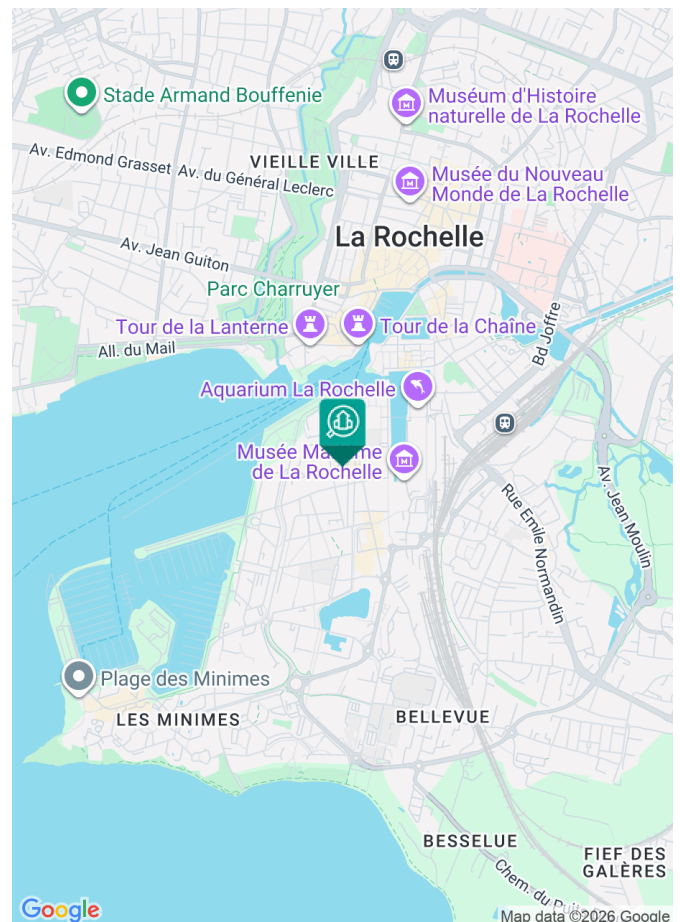 Stade Armand Bouffenie
Muséum d'Histoire
naturelle de La Rochelle
Av. Edmond Grasset
Av. du Général Leclerc
VIEILLE VILLE
Musée du Nouveau
Monde de La Rochelle
La Rochelle
Av. Jean Guiton
Parc Charruyer
Tour de la Lanterne
Tour de la Chaîne
Bd Joffre
All. du Mail
Aquarium La Rochelle
Musée
de La Rochelle
Av. Jean Moulin
Rue Emile Normandin
Plage des Minimes
LES MINIMES
BELLEVUE
BESSELUE
FIEF DES
GALÈRES
Chem. du
Google
Map data ©2026 Google